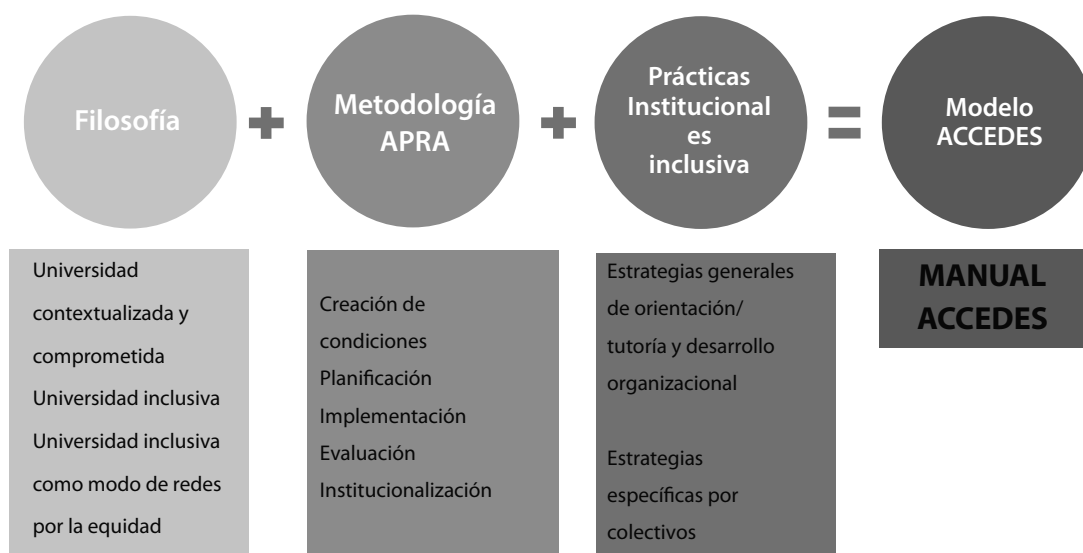 Filosofía
Metodología
APRA
Prácticas
Institucional
es
inclusiva
Modelo
ACCEDES
Universidad
contextualizada y
comprometida
Universidad inclusiva
Universidad inclusiva
como modo de redes
por la equidad
Creación de
condiciones
Planificación
Implementación
Evaluación
Institucionalización
Estrategias generales
de orientación/
tutoría y desarrollo
organizacional
Estrategias
específicas por
colectivos
MANUAL
ACCEDES